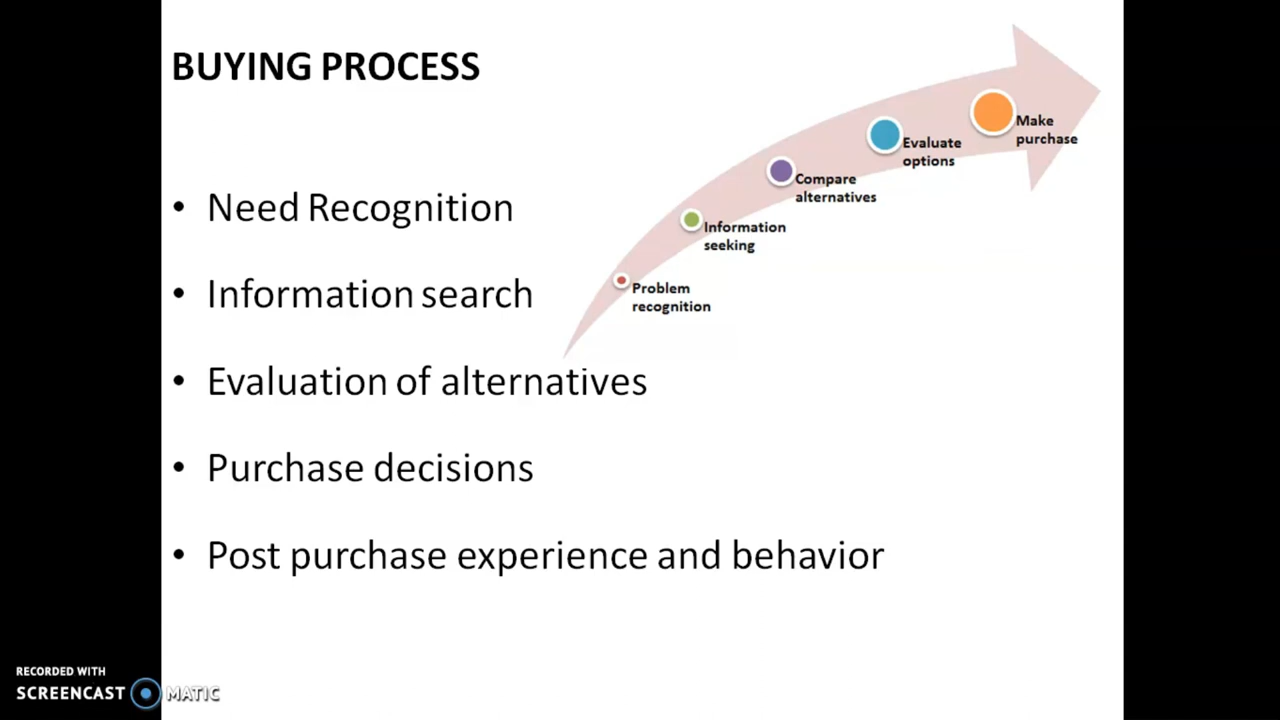 BUYING PROCESS
• Need Recognition
• Information search
• Evaluation of alternatives
• Purchase decisions
• Post purchase experience and behavior
Make
purchase
Evaluate
options
Compare
alternatives
Information
seeking
Problem
recognition
RECORDED WITH
SCREENCAST MATIC